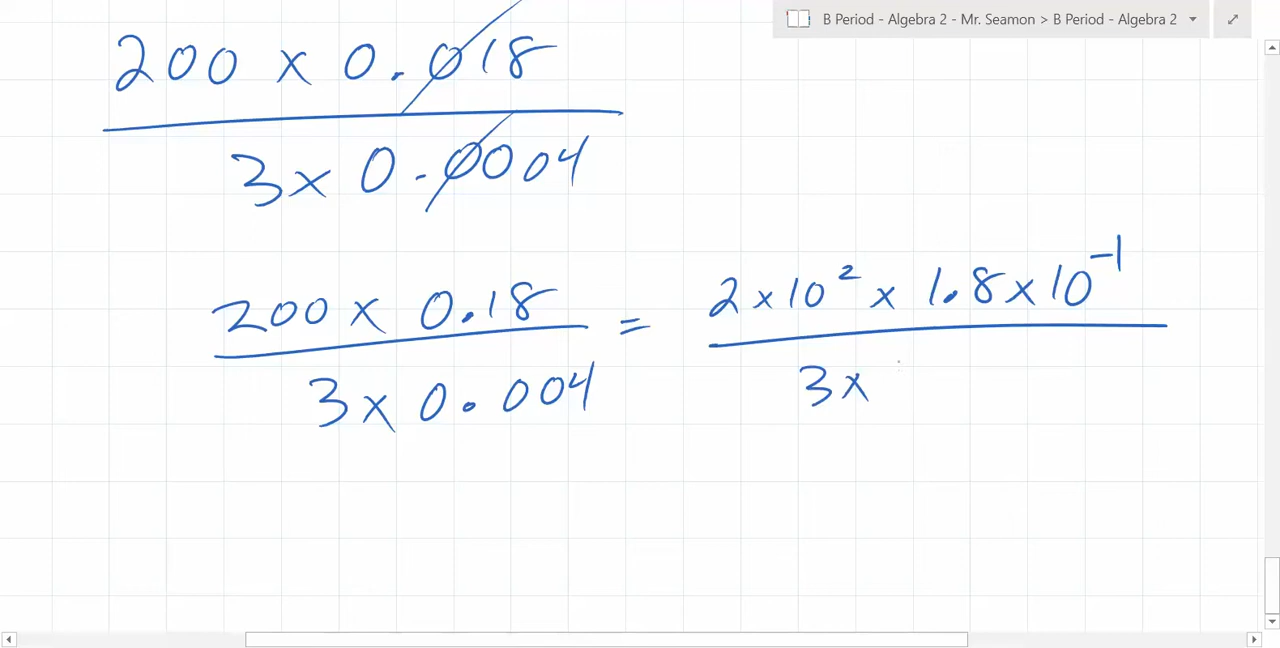 B Period - Algebra 2 - Mr. Seamon > B Period - Algebra 2
200 x 0.018
3 x 0.0004
200 x 0.18 = 2 x 10² x 1.8 x 10⁻¹
3 x 0.004 3 x